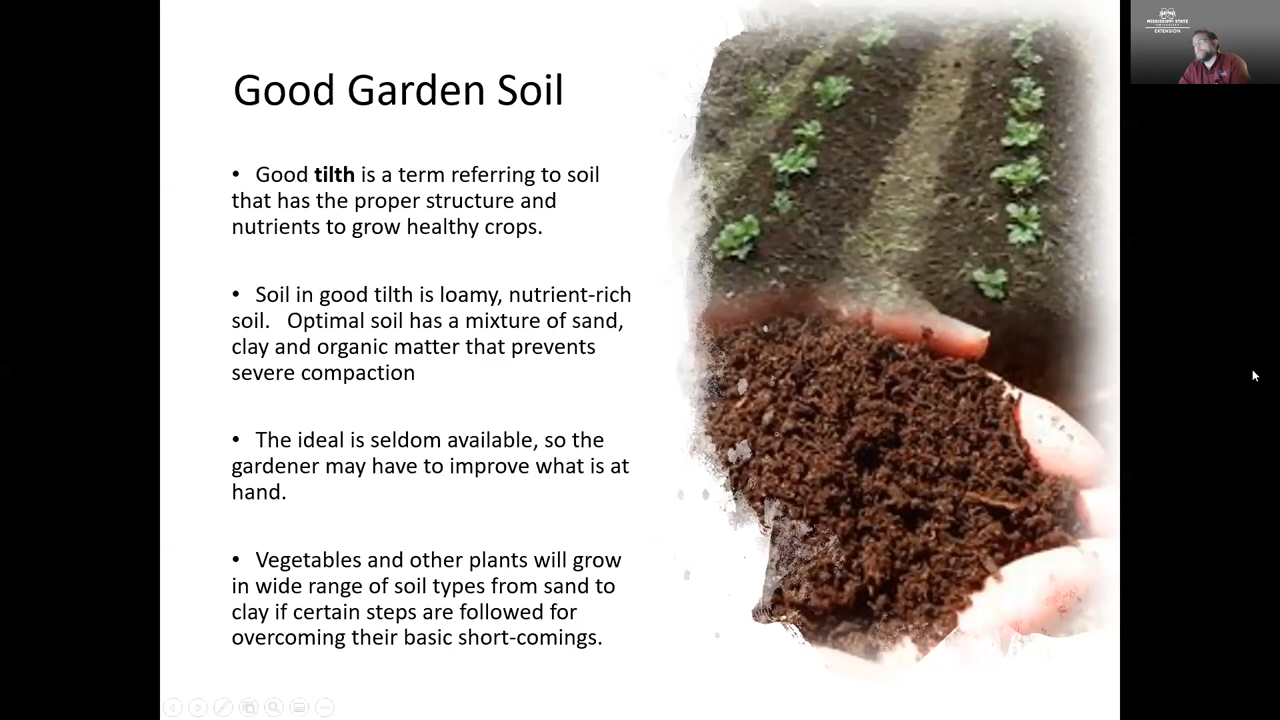 MISSISSIPPI STATE
UNIVERSITY
EXTENSION
Good Garden Soil
• Good tilth is a term referring to soil
that has the proper structure and
nutrients to grow healthy crops.
• Soil in good tilth is loamy, nutrient-rich
soil. Optimal soil has a mixture of sand,
clay and organic matter that prevents
severe compaction
• The ideal is seldom available, so the
gardener may have to improve what is at
hand.
• Vegetables and other plants will grow
in wide range of soil types from sand to
clay if certain steps are followed for
overcoming their basic short-comings.